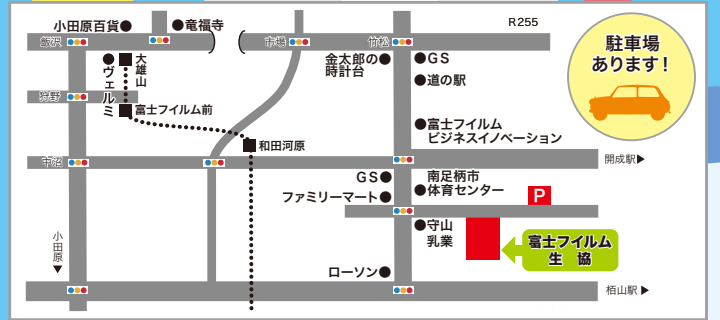 小田原百貨
竜福寺
R255
飯沢
市場
竹松
駐車場
あります！
大雄山
ヴェルミ
金太郎の
時計台
GS
道の駅
狩野
富士フイルム前
富士フイルム
ビジネスイノベーション
和田河原
中沼
開成駅▶
GS
南足柄市
体育センター
ファミリーマート
P
守山
乳業
小田原▼
富士フイルム
生 協
ローソン
栢山駅▶